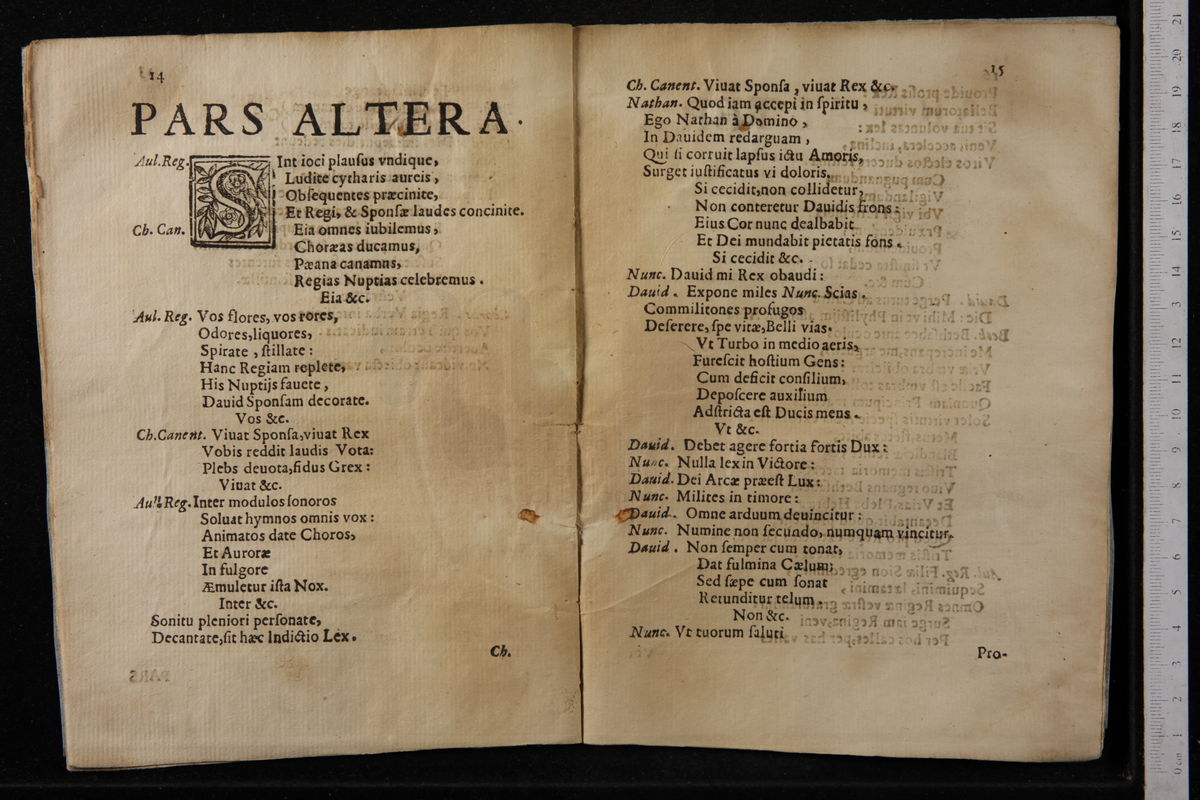 14
PARS ALTERA.
Aul. Reg. SInt ioci plauſus vndique,
Ludite cytharis aureis,
Obſequentes præcinite,
Et Regi, & Sponſæ laudes concinite.
Ch. Can. Eia omnes iubilemus,
Choræas ducamus,
Pæana canamus,
Regias Nuptias celebremus.
Eia &c.
Aul. Reg. Vos flores, vos rores,
Odores, liquores,
Spirate, ſtillate:
Hanc Regiam replete,
His Nuptijs fauete,
Dauid Sponſam decorate.
Vos &c.
Ch. Canent. Viuat Sponſa, viuat Rex
Vobis reddit laudis Vota:
Plebs deuota, fidus Grex:
Viuat &c.
Aul. Reg. Inter modulos ſonoros
Soluat hymnos omnis vox:
Animatos date Choros,
Et Auroræ
In fulgore
Æmuletur iſta Nox.
Inter &c.
Sonitu pleniori perſonate,
Decantate, ſit hæc Indictio Lex.
Ch.
PARS
15
Ch. Canent. Viuat Sponſa, viuat Rex &c.
Nathan. Quod iam accepi in ſpiritu,
Ego Nathan à Domino,
In Dauidem redarguam,
Qui ſi corruit lapſus ictu Amoris,
Surget iuſtificatus vi doloris.
Si cecidit, non collidetur,
Non conteretur Dauidis frons:
Eius Cor nunc dealbabit
Et Dei mundabit pietatis fons.
Si cecidit &c.
Nunc. Dauid mi Rex obaudi:
Dauid. Expone miles Nunc. Scias.
Commilitones profugos
Deſerere, ſpe vitæ, Belli vias.
Vt Turbo in medio aeris,
Fureſcit hoſtium Gens:
Cum deficit conſilium,
Depoſcere auxilium
Adſtricta eſt Ducis mens.
Vt &c.
Dauid. Debet agere fortia fortis Dux:
Nunc. Nulla lex in Victore:
Dauid. Dei Arcæ præeſt Lux:
Nunc. Milites in timore:
Dauid. Omne arduum deuincitur:
Nunc. Numine non ſecundo, numquam vincitur.
Dauid. Non ſemper cum tonat,
Dat fulmina Cælum;
Sed ſæpe cum ſonat
Retunditur telum.
Non &c.
Nunc. Vt tuorum ſaluti
Pro-